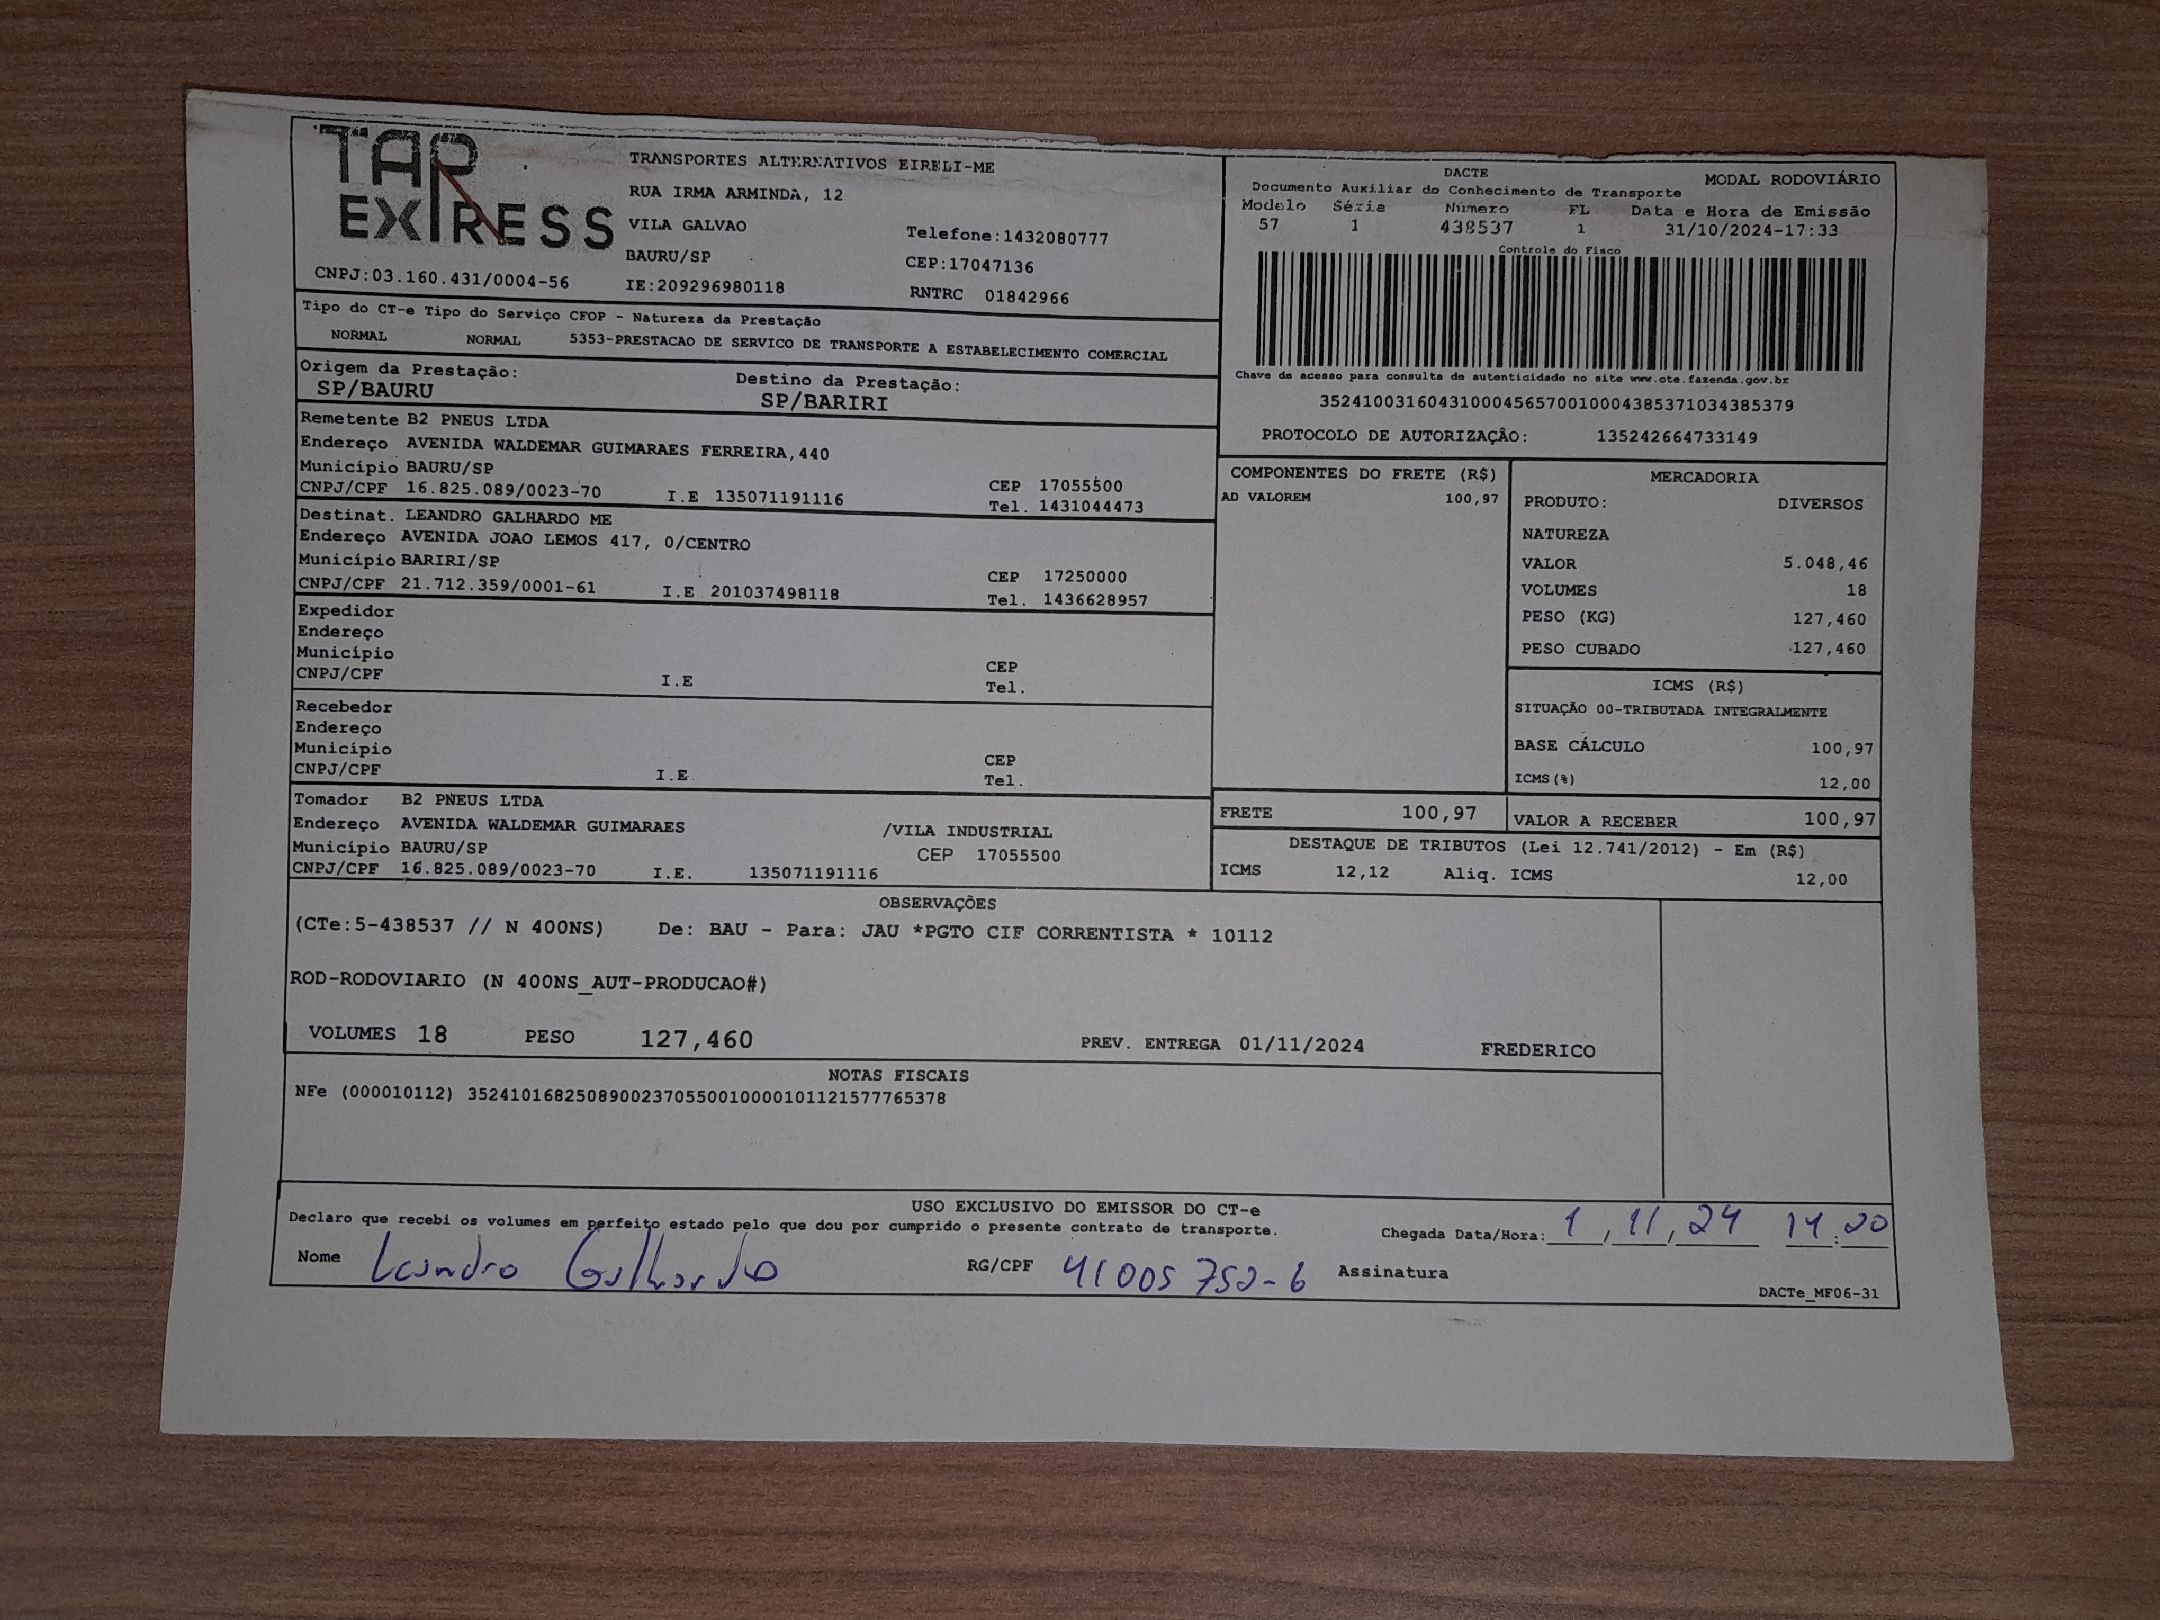 TAP
EXPRESS
CNPJ:03.160.431/0004-56
TRANSPORTES ALTERNATIVOS EIRELI-ME
RUA IRMA ARMINDA, 12
VILA GALVAO
BAURU/SP
IE:209296980118
Telefone:1432080777
CEP:17047136
RNTRC 01842966
DACTE MODAL RODOVIÁRIO
Documento Auxiliar do Conhecimento de Transporte
Modelo Série Número FL Data e Hora de Emissão
57 1 438537 1 31/10/2024-17:33
Controle do Fisco
Chave de acesso para consulta de autenticidade no site www.cte.fazenda.gov.br
35241003160431000456570010004385371034385379
PROTOCOLO DE AUTORIZAÇÃO: 135242664733149
Tipo do CT-e Tipo do Serviço CFOP - Natureza da Prestação
NORMAL NORMAL 5353-PRESTACAO DE SERVICO DE TRANSPORTE A ESTABELECIMENTO COMERCIAL
Origem da Prestação: Destino da Prestação:
SP/BAURU SP/BARIRI
Remetente B2 PNEUS LTDA
Endereço AVENIDA WALDEMAR GUIMARAES FERREIRA,440
Município BAURU/SP CEP 17055500
CNPJ/CPF 16.825.089/0023-70 I.E 135071191116 Tel. 1431044473
Destinat. LEANDRO GALHARDO ME
Endereço AVENIDA JOAO LEMOS 417, 0/CENTRO
Município BARIRI/SP CEP 17250000
CNPJ/CPF 21.712.359/0001-61 I.E 201037498118 Tel. 1436628957
Expedidor
Endereço
Município CEP
CNPJ/CPF I.E Tel.
Recebedor
Endereço
Município CEP
CNPJ/CPF I.E Tel.
Tomador B2 PNEUS LTDA
Endereço AVENIDA WALDEMAR GUIMARAES /VILA INDUSTRIAL
Município BAURU/SP CEP 17055500
CNPJ/CPF 16.825.089/0023-70 I.E. 135071191116
COMPONENTES DO FRETE (R$)
AD VALOREM 100,97
MERCADORIA
PRODUTO: DIVERSOS
NATUREZA
VALOR 5.048,46
VOLUMES 18
PESO (KG) 127,460
PESO CUBADO 127,460
ICMS (R$)
SITUAÇÃO 00-TRIBUTADA INTEGRALMENTE
BASE CÁLCULO 100,97
ICMS(%) 12,00
FRETE 100,97 VALOR A RECEBER 100,97
DESTAQUE DE TRIBUTOS (Lei 12.741/2012) - Em (R$)
ICMS 12,12 Aliq. ICMS 12,00
OBSERVAÇÕES
(CTe:5-438537 // N 400NS) De: BAU - Para: JAU *PGTO CIF CORRENTISTA * 10112
ROD-RODOVIARIO (N 400NS_AUT-PRODUCAO#)
VOLUMES 18 PESO 127,460 PREV. ENTREGA 01/11/2024 FREDERICO
NOTAS FISCAIS
NFe (000010112) 35241016825089002370550010000101121577765378
USO EXCLUSIVO DO EMISSOR DO CT-e
Declaro que recebi os volumes em perfeito estado pelo que dou por cumprido o presente contrato de transporte. Chegada Data/Hora: 1, 11, 24 14:20
Nome Leandro Galhardo RG/CPF 41005752-6 Assinatura
DACTe_MF06-31